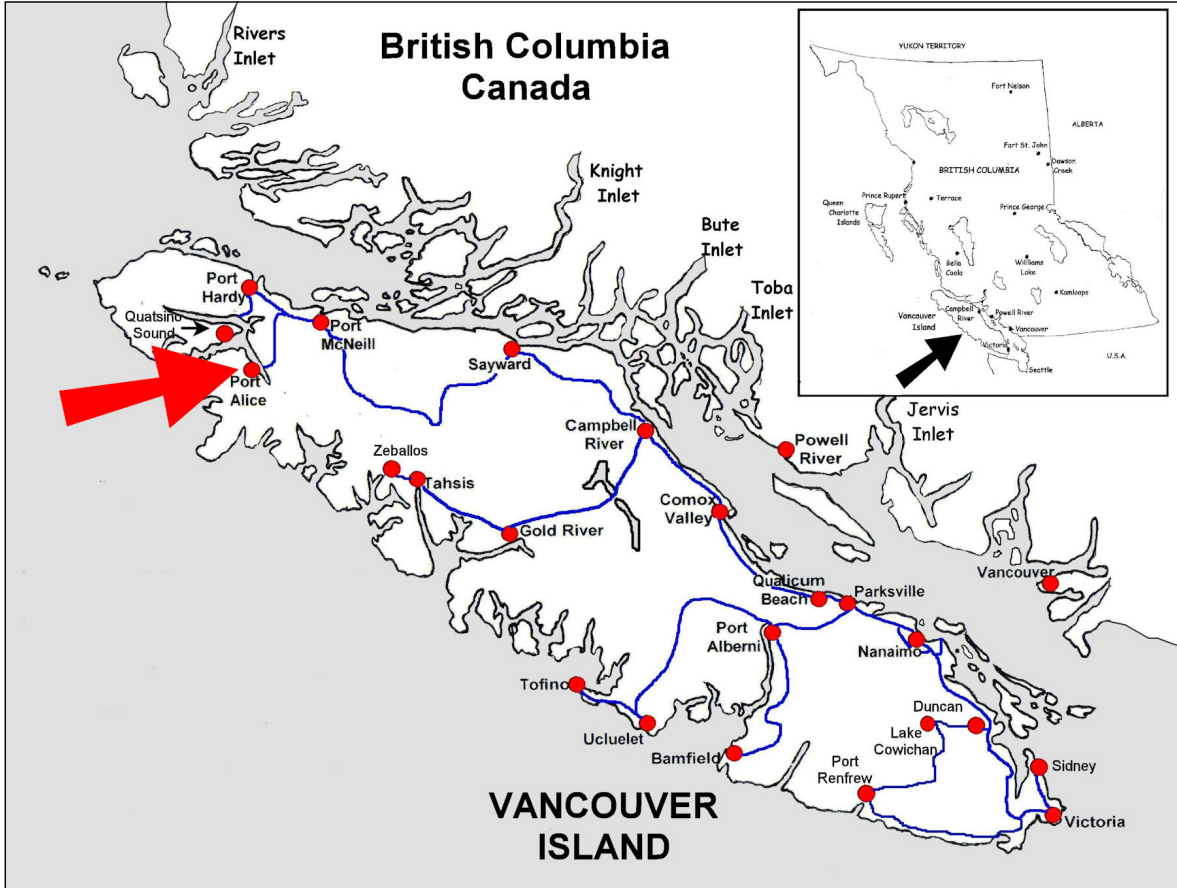 Rivers
Inlet
British Columbia
Canada
Knight
Inlet
Bute
Inlet
Toba
Inlet
Jervis
Inlet
Port
Hardy
Quatsino
Sound
Port
McNeill
Port
Alice
Sayward
Campbell
River
Powell
River
Zeballos
Tahsis
Gold River
Comox
Valley
Vancouver
Qualicum
Beach
Parksville
Port
Alberni
Nanaimo
Tofino
Ucluelet
Bamfield
Duncan
Lake
Cowichan
Port
Renfrew
Sidney
Victoria
VANCOUVER
ISLAND
YUKON TERRITORY
Fort Nelson
ALBERTA
Fort St. John
Dawson
Creek
BRITISH COLUMBIA
Prince Rupert
Terrace
Queen
Charlotte
Islands
Prince George
Bella
Coola
Williams
Lake
Kamloops
Campbell
River
Powell River
Vancouver
Island
Vancouver
Victoria
U.S.A.
Seattle